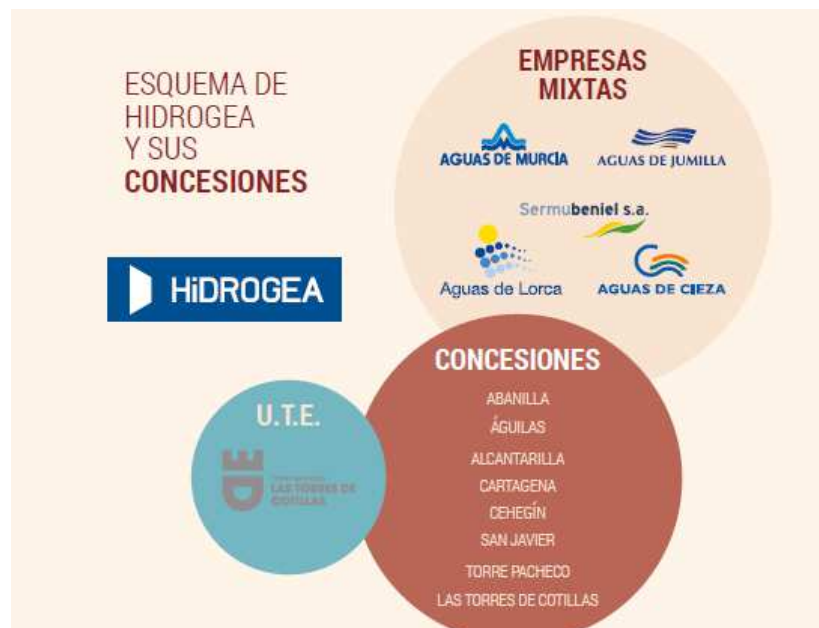 ESQUEMA DE
HIDROGEA
Y SUS
CONCESIONES
HiDROGEA
EMPRESAS
MIXTAS
AGUAS DE MURCIA
AGUAS DE JUMILLA
Sermubeniel s.a.
Aguas de Lorca
AGUAS DE CIEZA
CONCESIONES
ABANILLA
ÁGUILAS
ALCANTARILLA
CARTAGENA
CEHEGÍN
SAN JAVIER
TORRE PACHECO
LAS TORRES DE COTILLAS
U.T.E.
LAS TORRES DE
COTILLAS